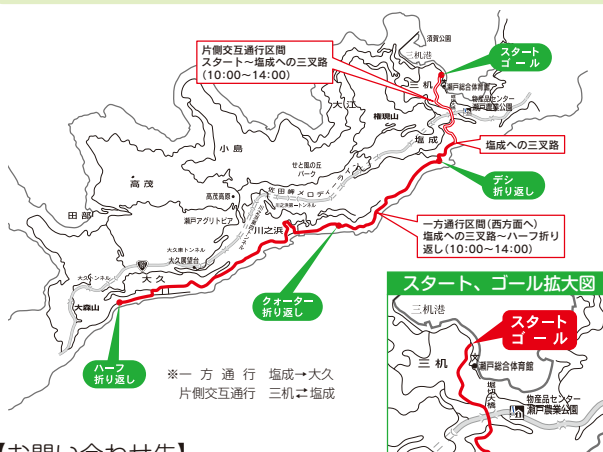 須賀公園
三机港
スタート
ゴール
片側交互通行区間
スタート～塩成への三叉路
（10：00～14：00）
三机
瀬戸総合体育館
物産品センター
瀬戸農業公園
大江
権現山
塩成
塩成への三叉路
小島
せと風の丘
パーク
デシ
折り返し
高茂
高茂高原
佐田岬メロディーライン
瀬戸アグリトピア
田部
川之浜
一方通行区間（西方面へ）
塩成への三叉路～ハーフ折り
返し（10：00～14：00）
大久展望台
大久
クォーター
折り返し
大森山
ハーフ
折り返し
※一方通行　塩成→大久
片側交互通行　三机⇄塩成
スタート、ゴール拡大図
三机港
スタート
ゴール
三机
文
瀬戸総合体育館
堀切大橋
物産品センター
瀬戸農業公園
【お問い合わせ先】